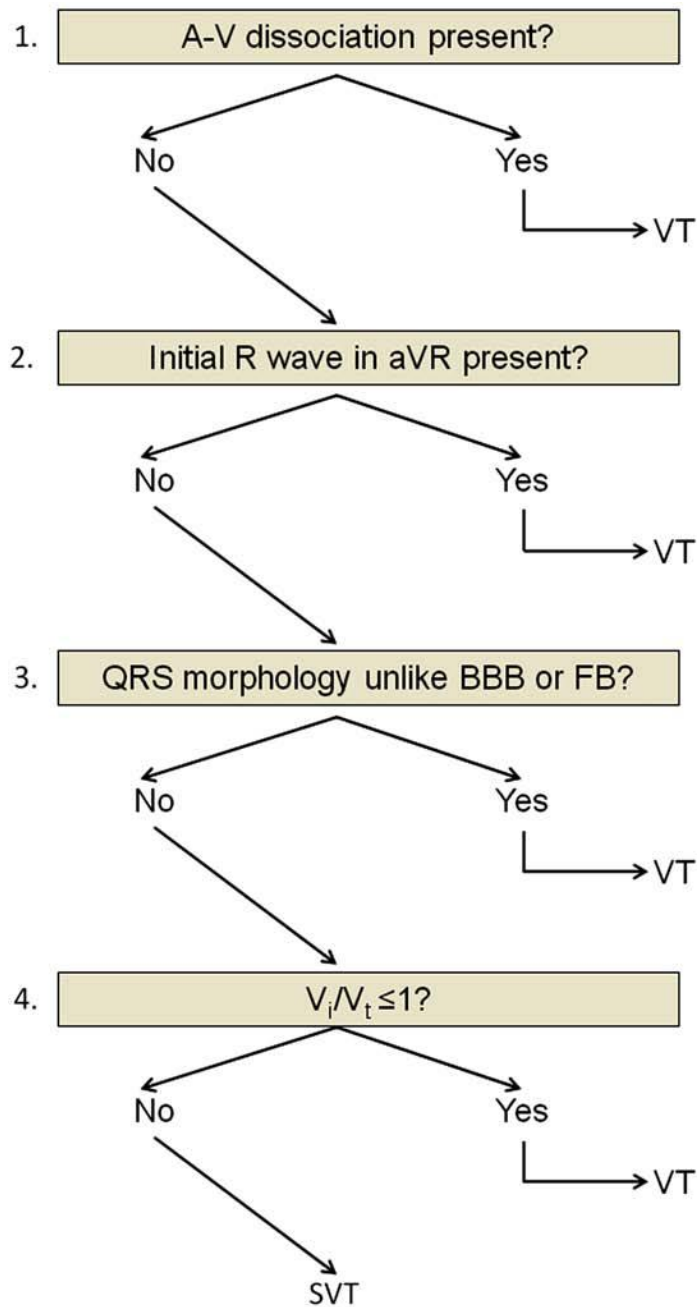 1. A-V dissociation present?
No Yes
VT
2. Initial R wave in aVR present?
No Yes
VT
3. QRS morphology unlike BBB or FB?
No Yes
VT
4. Vi/Vt ≤1?
No Yes
VT
SVT